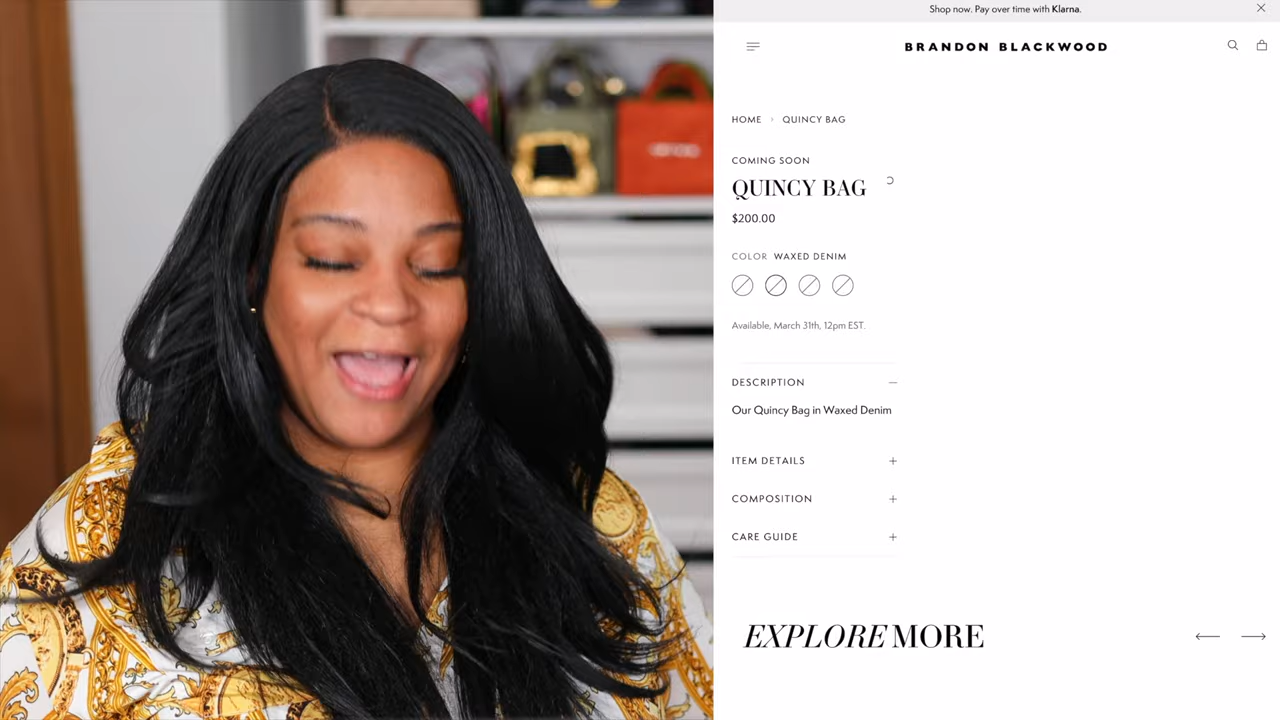 Shop now. Pay over time with Klarna.
BRANDON BLACKWOOD
HOME > QUINCY BAG
COMING SOON
QUINCY BAG
$200.00
COLOR WAXED DENIM
Available, March 31th, 12pm EST.
DESCRIPTION
Our Quincy Bag in Waxed Denim
ITEM DETAILS
COMPOSITION
CARE GUIDE
EXPLORE MORE